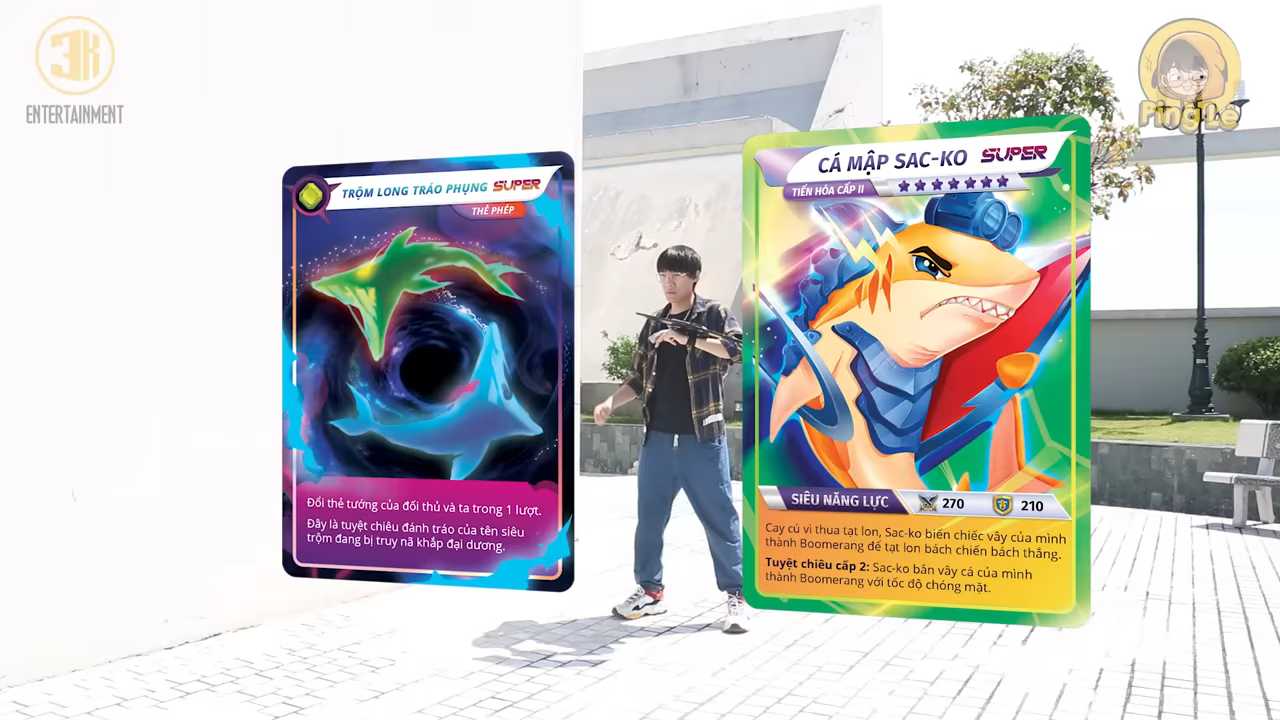 3K
ENTERTAINMENT
Ping Lê
TRỘM LONG TRÁO PHỤNG SUPER
THẺ PHÉP
Đổi thẻ tướng của đối thủ và ta trong 1 lượt.
Đây là tuyệt chiêu đánh tráo của tên siêu
trộm đang bị truy nã khắp đại dương.
CÁ MẬP SAC-KO SUPER
TIẾN HÓA CẤP II
SIÊU NĂNG LỰC 270 210
Cay cú vì thua tạt lon, Sac-ko biến chiếc vây của mình
thành Boomerang để tạt lon bách chiến bách thắng.
Tuyệt chiêu cấp 2: Sac-ko bắn vây cá của mình
thành Boomerang với tốc độ chóng mặt.